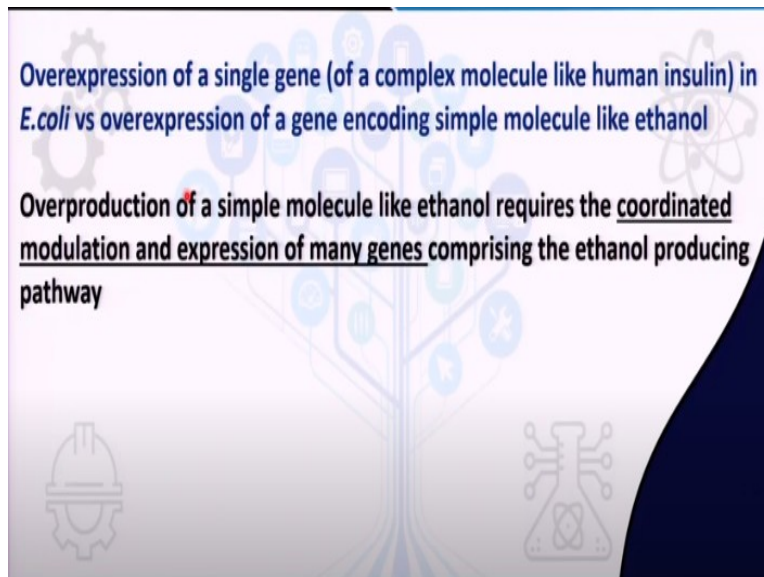 Overexpression of a single gene (of a complex molecule like human insulin) in
E.coli vs overexpression of a gene encoding simple molecule like ethanol
Overproduction of a simple molecule like ethanol requires the coordinated
modulation and expression of many genes comprising the ethanol producing
pathway